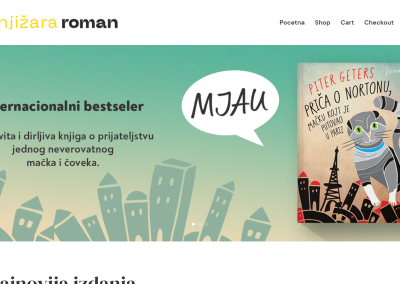 njižara roman
Pocetna Shop Cart Checkout
ernacionalni bestseler
vita i dirljiva knjiga o prijateljstvu
jednog neverovatnog
mačka i čoveka.
MJAU
PITER GETERS
PRIČA O NORTONU,
MAČKU KOJI JE
PUTOVAO
U PARIZ
ajnovija izdanja